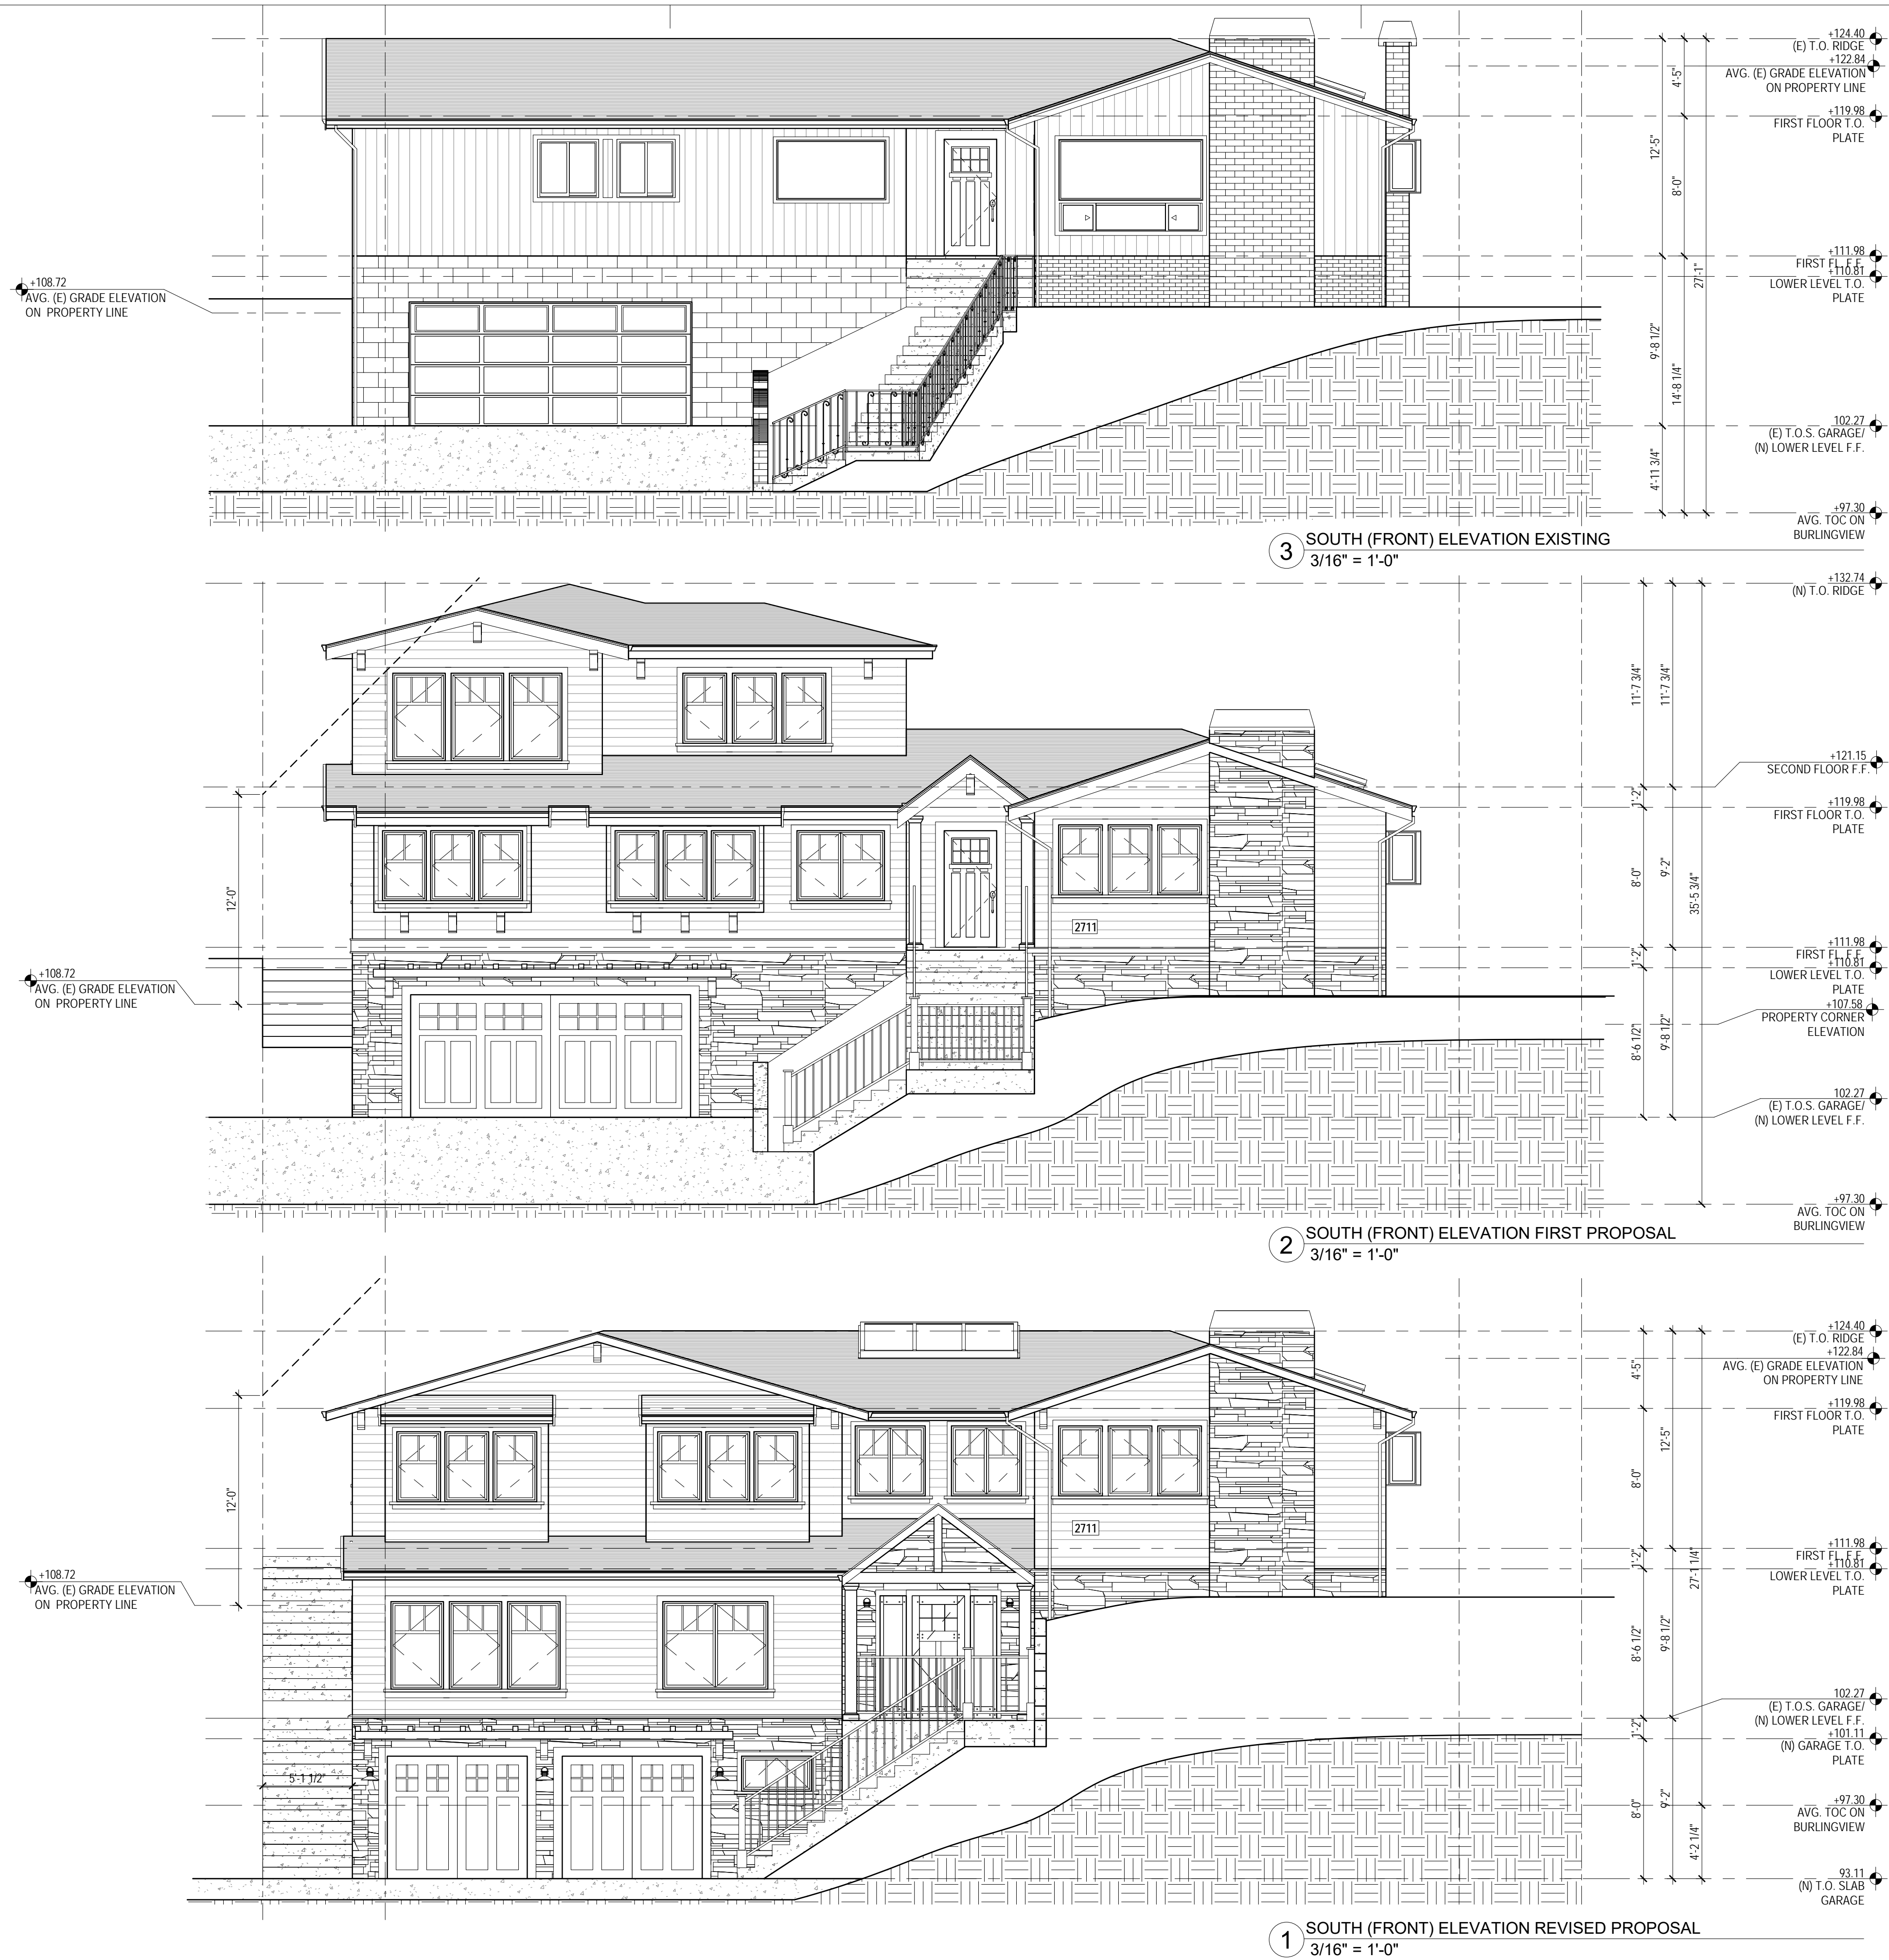 +124.40
(E) T.O. RIDGE
+122.84
AVG. (E) GRADE ELEVATION
ON PROPERTY LINE
+119.98
FIRST FLOOR T.O.
PLATE
+111.98
FIRST FL. F.F.
+110.81
LOWER LEVEL T.O.
PLATE
102.27
(E) T.O.S. GARAGE/
(N) LOWER LEVEL F.F.
+97.30
AVG. TOC ON
BURLINGVIEW
4'-5"
12'-5"
8'-0"
27'-1"
9'-8 1/2"
14'-8 1/4"
4'-11 3/4"
+108.72
AVG. (E) GRADE ELEVATION
ON PROPERTY LINE
3
SOUTH (FRONT) ELEVATION EXISTING
3/16" = 1'-0"
+132.74
(N) T.O. RIDGE
+121.15
SECOND FLOOR F.F.
+119.98
FIRST FLOOR T.O.
PLATE
+111.98
FIRST FL. F.F.
+110.81
LOWER LEVEL T.O.
PLATE
+107.58
PROPERTY CORNER
ELEVATION
102.27
(E) T.O.S. GARAGE/
(N) LOWER LEVEL F.F.
+97.30
AVG. TOC ON
BURLINGVIEW
11'-7 3/4"
11'-7 3/4"
1'-2"
8'-0"
9'-2"
35'-5 3/4"
1'-2"
8'-6 1/2"
9'-8 1/2"
12'-0"
+108.72
AVG. (E) GRADE ELEVATION
ON PROPERTY LINE
2711
2
SOUTH (FRONT) ELEVATION FIRST PROPOSAL
3/16" = 1'-0"
+124.40
(E) T.O. RIDGE
+122.84
AVG. (E) GRADE ELEVATION
ON PROPERTY LINE
+119.98
FIRST FLOOR T.O.
PLATE
+111.98
FIRST FL. F.F.
+110.81
LOWER LEVEL T.O.
PLATE
102.27
(E) T.O.S. GARAGE/
(N) LOWER LEVEL F.F.
+101.11
(N) GARAGE T.O.
PLATE
+97.30
AVG. TOC ON
BURLINGVIEW
93.11
(N) T.O. SLAB
GARAGE
4'-5"
12'-5"
8'-0"
1'-2"
27'-1 1/4"
8'-6 1/2"
9'-8 1/2"
1'-2"
8'-0"
9'-2"
4'-2 1/4"
12'-0"
+108.72
AVG. (E) GRADE ELEVATION
ON PROPERTY LINE
2711
5'-1 1/2"
1
SOUTH (FRONT) ELEVATION REVISED PROPOSAL
3/16" = 1'-0"